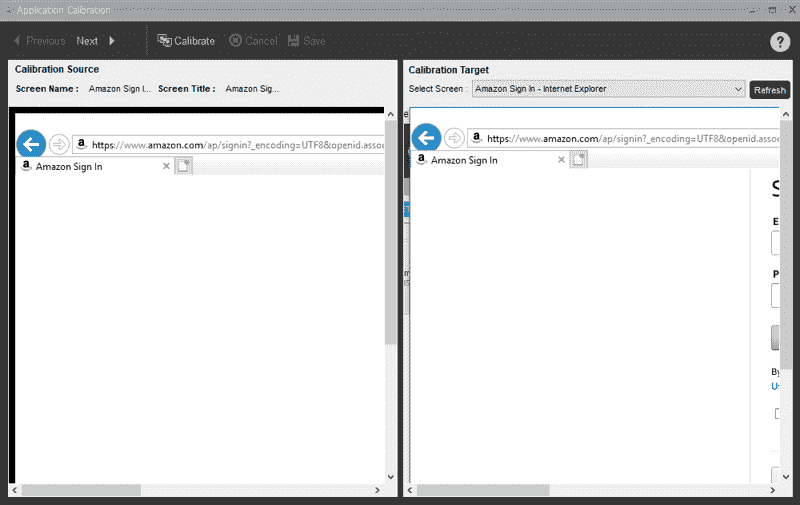 Application Calibration
Previous Next Calibrate Cancel Save ?
Calibration Source
Screen Name : Amazon Sign I... Screen Title : Amazon Sig...
https://www.amazon.com/ap/signin?_encoding=UTF8&openid.assoc
Amazon Sign In
Calibration Target
Select Screen : Amazon Sign In - Internet Explorer Refresh
https://www.amazon.com/ap/signin?_encoding=UTF8&openid.assoc
Amazon Sign In
S
E
P
By
Us